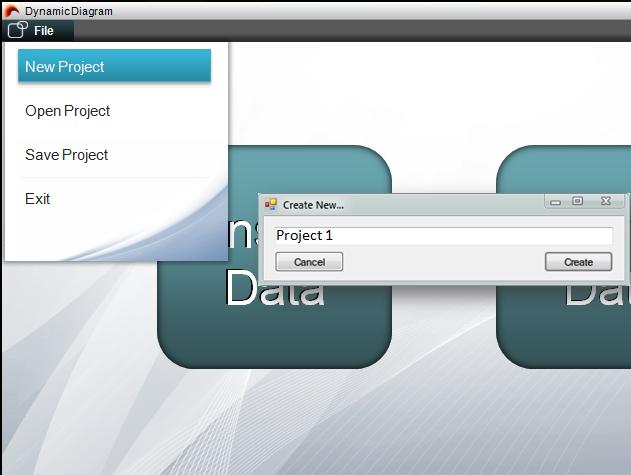 DynamicDiagram
File
New Project
Open Project
Save Project
Exit
Create New...
Project 1
Cancel
Create
Data